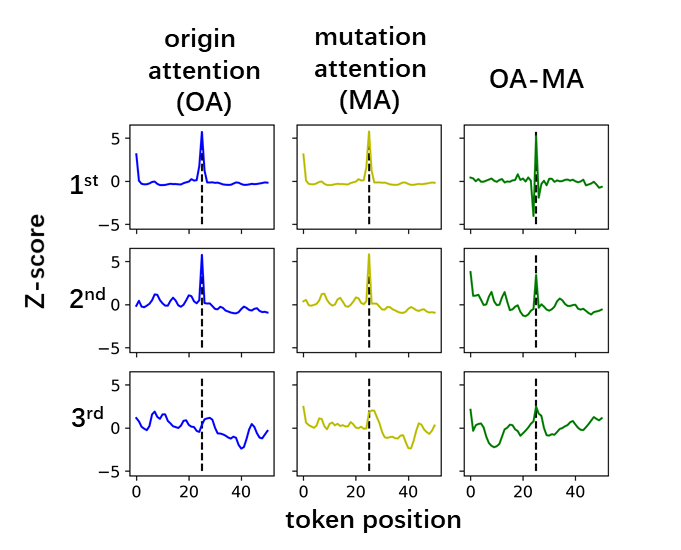 origin
attention
(OA)
mutation
attention
(MA)
OA-MA
Z-score
1st
5
0
−5
2nd
5
0
−5
3rd
5
0
−5
0 20 40
0 20 40
0 20 40
token position